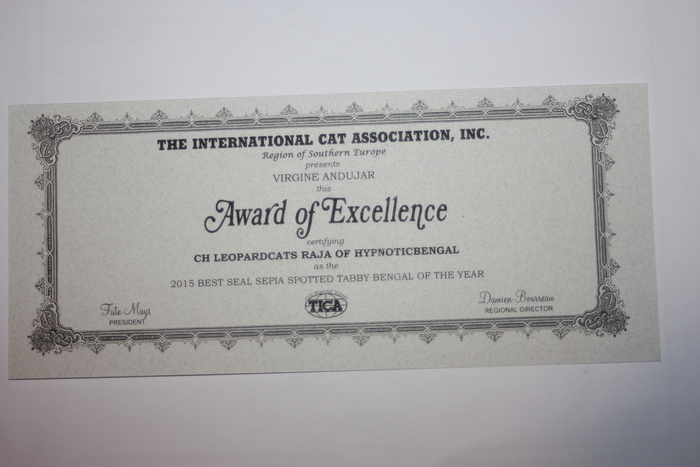 THE INTERNATIONAL CAT ASSOCIATION, INC.
Region of Southern Europe
presents
VIRGINE ANDUJAR
this
Award of Excellence
certifying
CH LEOPARDCATS RAJA OF HYPNOTICBENGAL
as the
2015 BEST SEAL SEPIA SPOTTED TABBY BENGAL OF THE YEAR
TICA
Fate Mays
PRESIDENT
Damien Bourreau
REGIONAL DIRECTOR